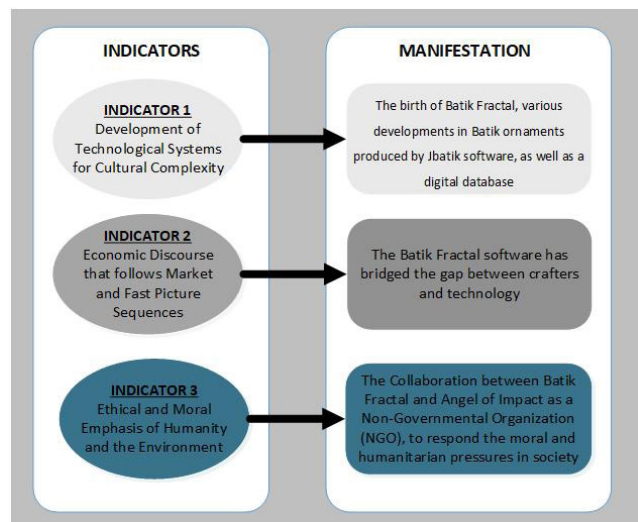 INDICATORS
MANIFESTATION
INDICATOR 1
Development of
Technological Systems
for Cultural Complexity
The birth of Batik Fractal, various
developments in Batik ornaments
produced by Jbatik software, as well as a
digital database
INDICATOR 2
Economic Discourse
that follows Market
and Fast Picture
Sequences
The Batik Fractal software has
bridged the gap between crafters
and technology
INDICATOR 3
Ethical and Moral
Emphasis of Humanity
and the Environment
The Collaboration between Batik
Fractal and Angel of Impact as a
Non-Governmental Organization
(NGO), to respond the moral and
humanitarian pressures in society